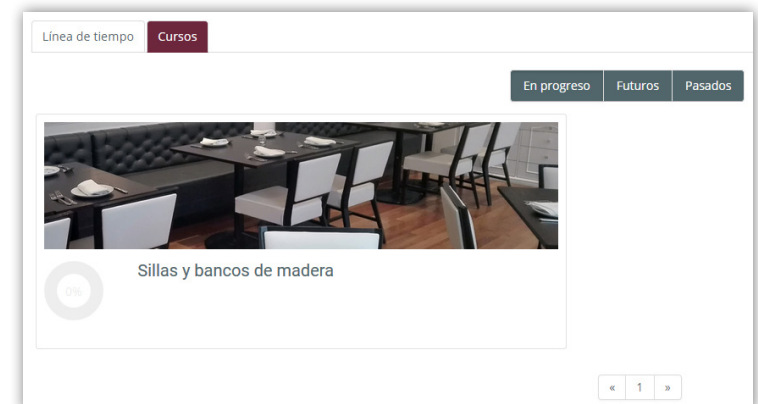 Línea de tiempo Cursos
En progreso Futuros Pasados
Sillas y bancos de madera
0%
« 1 »